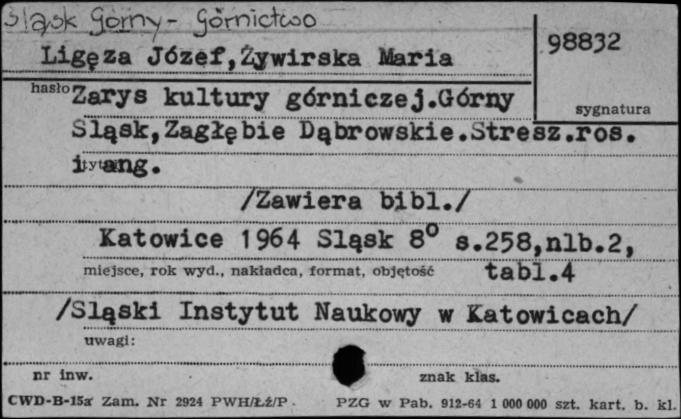 Śląsk Górny - górnictwo
Ligęza Józef, Żywirska Maria
98832
hasło Zarys kultury górniczej. Górny
sygnatura
Śląsk, Zagłębie Dąbrowskie. Stresz. ros.
i ang.
/Zawiera bibl./
Katowice 1964 Śląsk 8° s.258, nlb.2,
miejsce, rok wyd., nakładca, format, objętość tabl.4
/Śląski Instytut Naukowy w Katowicach/
uwagi:
nr inw. znak klas.
CWD-B-15a Zam. Nr 2924 PWH/Łż/P. PZG w Pab. 912-64 1 000 000 szt. kart. b. kl.